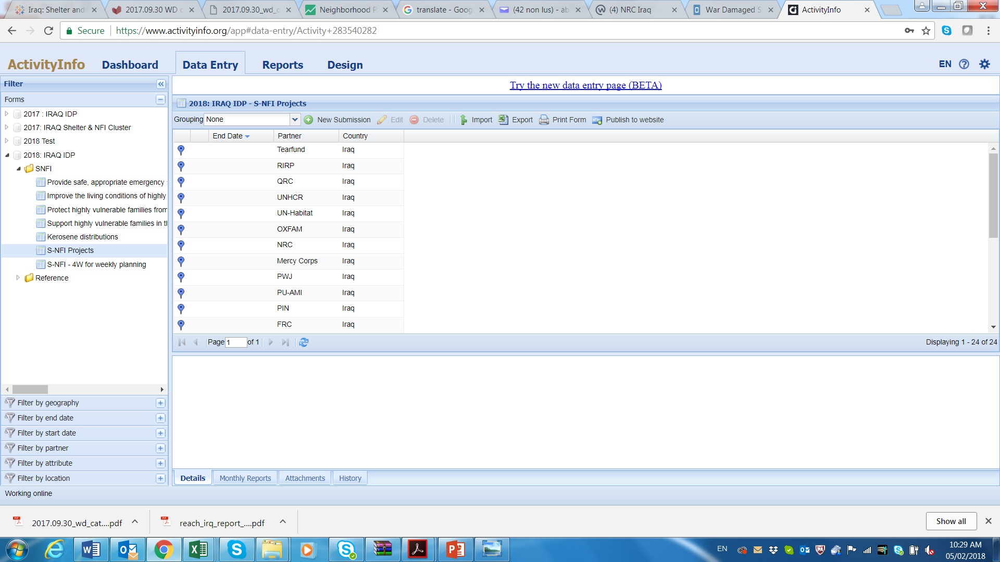 Iraq: Shelter and
2017.09.30 WD c
2017.09.30_wd_c
Neighborhood P
translate - Goog
(42 non lus) - ab
(4) NRC Iraq
War Damaged S
ActivityInfo
Secure
https://www.activityinfo.org/app#data-entry/Activity+283540282
ActivityInfo
Dashboard
Data Entry
Reports
Design
EN
Filter
Forms
2017 : IRAQ IDP
2017: IRAQ Shelter & NFI Cluster
2018 Test
2018: IRAQ IDP
SNFI
Provide safe, appropriate emergency
Improve the living conditions of highly
Protect highly vulnerable families from
Support highly vulnerable families in th
Kerosene distributions
S-NFI Projects
S-NFI - 4W for weekly planning
Reference
Filter by geography
Filter by end date
Filter by start date
Filter by partner
Filter by attribute
Filter by location
Working online
Try the new data entry page (BETA)
2018: IRAQ IDP - S-NFI Projects
Grouping None New Submission Edit Delete Import Export Print Form Publish to website
End Date Partner Country
Tearfund Iraq
RIRP Iraq
QRC Iraq
UNHCR Iraq
UN-Habitat Iraq
OXFAM Iraq
NRC Iraq
Mercy Corps Iraq
PWJ Iraq
PU-AMI Iraq
PIN Iraq
FRC Iraq
Page 1 of 1
Displaying 1 - 24 of 24
Details Monthly Reports Attachments History
2017.09.30_wd_cat....pdf
reach_irq_report_....pdf
Show all
EN
10:29 AM
05/02/2018